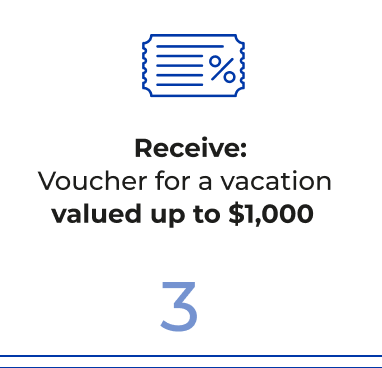 %
Receive:
Voucher for a vacation
valued up to $1,000
3